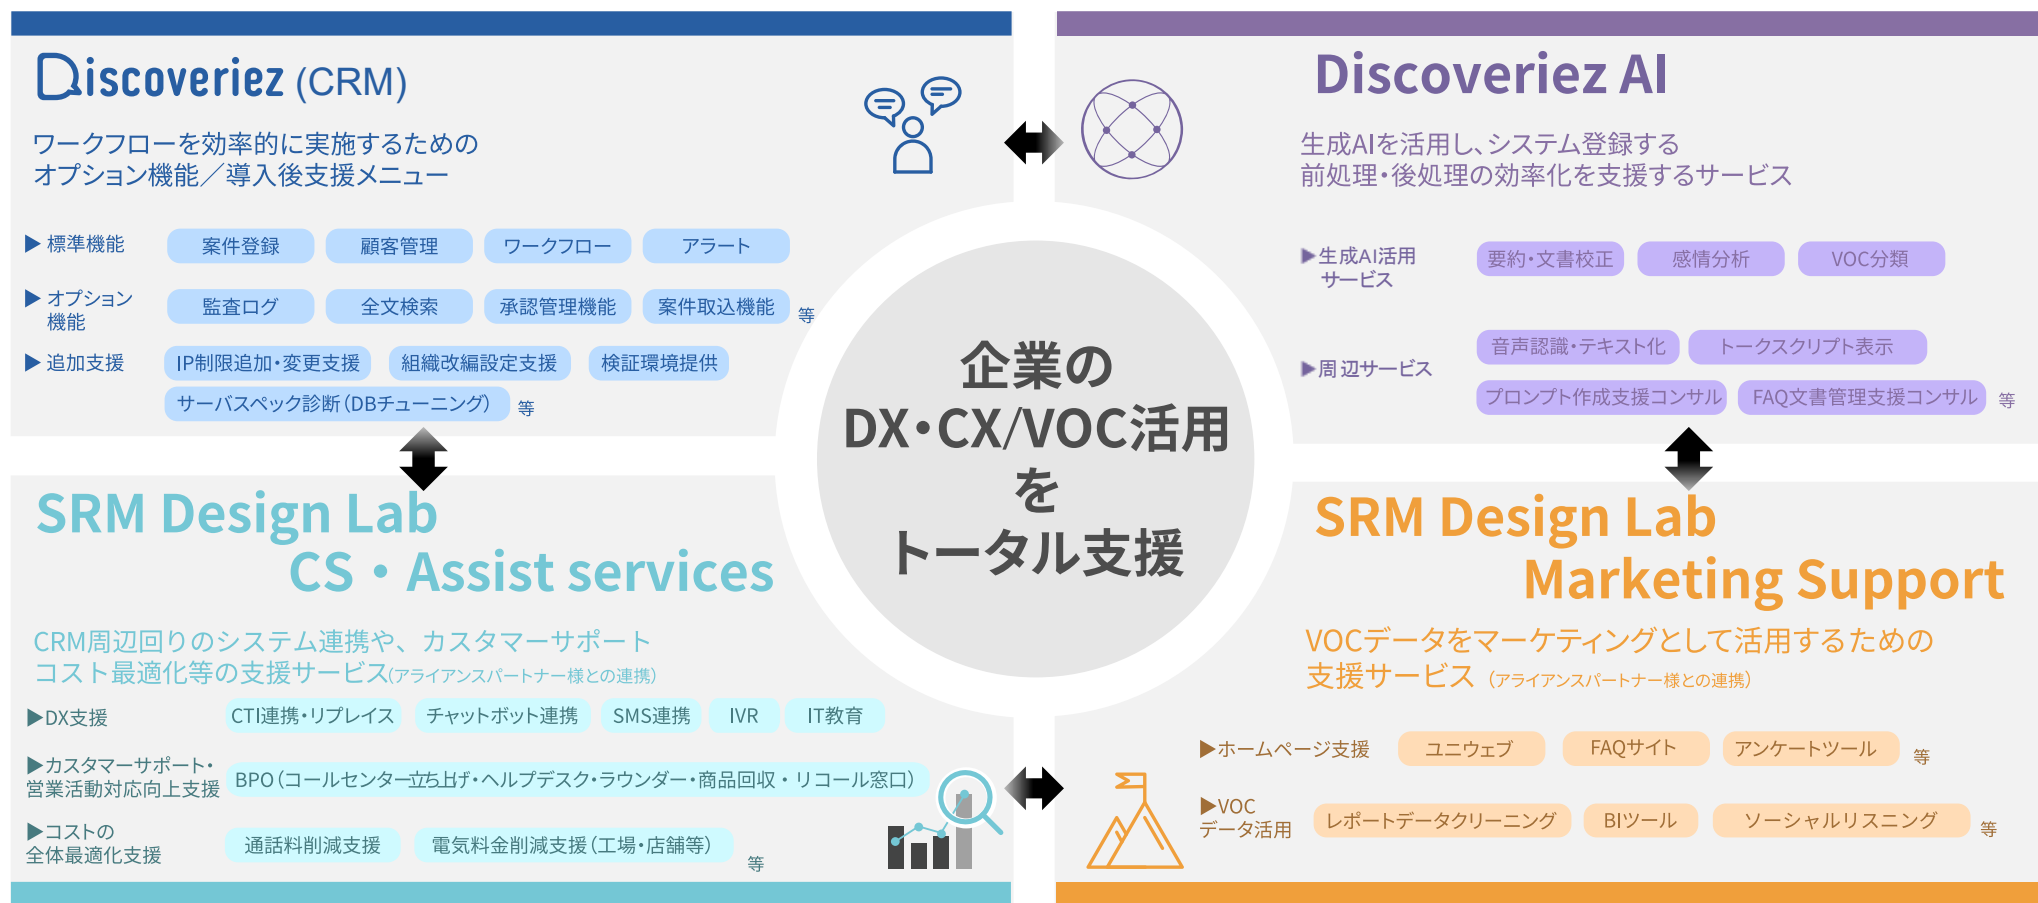 Discoveriez (CRM)
ワークフローを効率的に実施するための
オプション機能／導入後支援メニュー
▶ 標準機能 案件登録 顧客管理 ワークフロー アラート
▶ オプション
機能 監査ログ 全文検索 承認管理機能 案件取込機能 等
▶ 追加支援 IP制限追加・変更支援 組織改編設定支援 検証環境提供
サーバスペック診断（DBチューニング） 等
Discoveriez AI
生成AIを活用し、システム登録する
前処理・後処理の効率化を支援するサービス
▶生成AI活用
サービス 要約・文書校正 感情分析 VOC分類
▶周辺サービス 音声認識・テキスト化 トークスクリプト表示
プロンプト作成支援コンサル FAQ文書管理支援コンサル 等
企業の
DX・CX/VOC活用
を
トータル支援
SRM Design Lab
CS・Assist services
CRM周辺回りのシステム連携や、カスタマーサポート
コスト最適化等の支援サービス（アライアンスパートナー様との連携）
▶DX支援 CTI連携・リプレイス チャットボット連携 SMS連携 IVR IT教育
▶カスタマーサポート・
営業活動対応向上支援 BPO（コールセンター立ち上げ・ヘルプデスク・ラウンダー・商品回収・リコール窓口）
▶コストの
全体最適化支援 通話料削減支援 電気料金削減支援（工場・店舗等） 等
SRM Design Lab
Marketing Support
VOCデータをマーケティングとして活用するための
支援サービス（アライアンスパートナー様との連携）
▶ホームページ支援 ユニウェブ FAQサイト アンケートツール 等
▶VOC
データ活用 レポートデータクリーニング BIツール ソーシャルリスニング 等